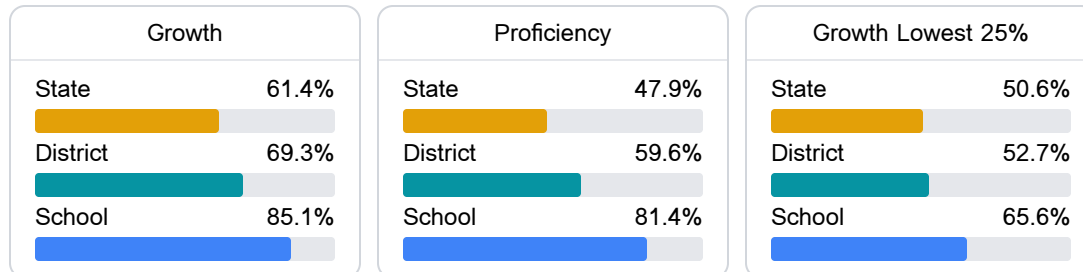 Growth
State 61.4%
District 69.3%
School 85.1%
Proficiency
State 47.9%
District 59.6%
School 81.4%
Growth Lowest 25%
State 50.6%
District 52.7%
School 65.6%